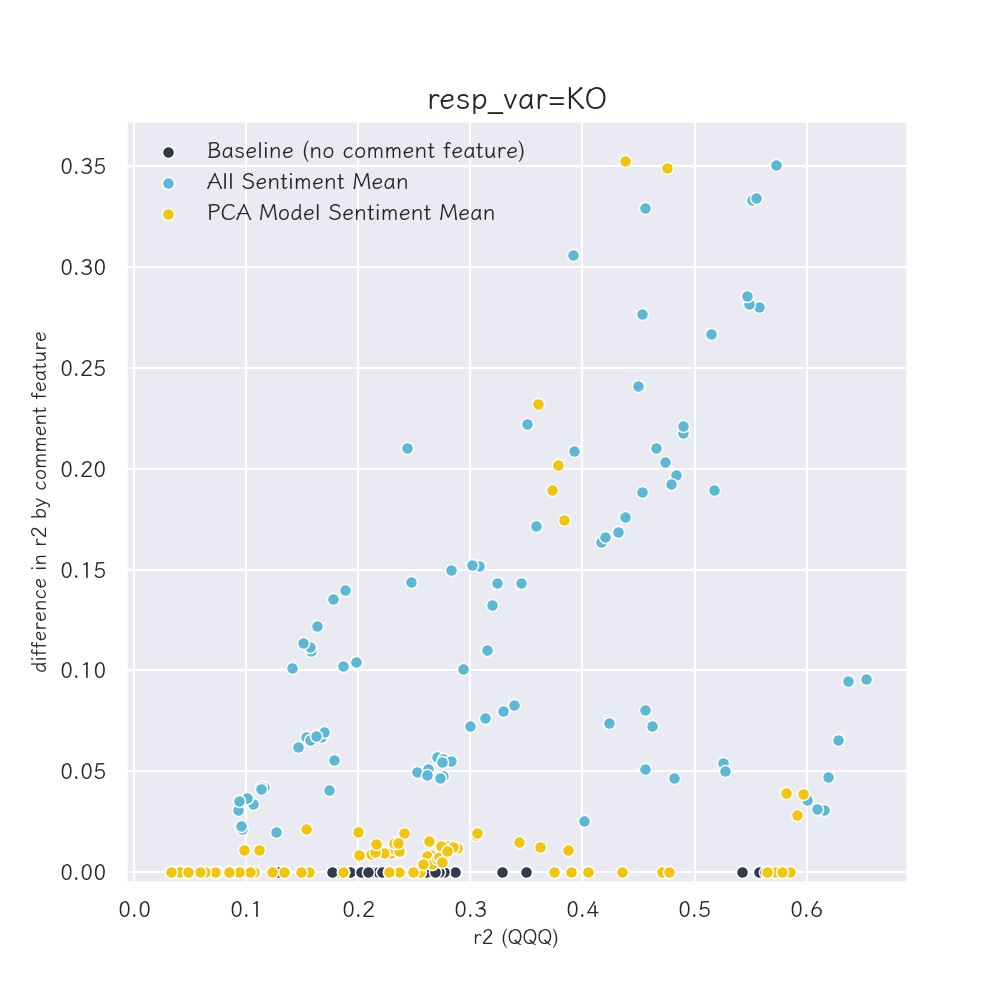 resp_var=KO
Baseline (no comment feature)
All Sentiment Mean
PCA Model Sentiment Mean
0.35
0.30
0.25
0.20
0.15
0.10
0.05
0.00
difference in r2 by comment feature
0.0 0.1 0.2 0.3 0.4 0.5 0.6
r2 (QQQ)